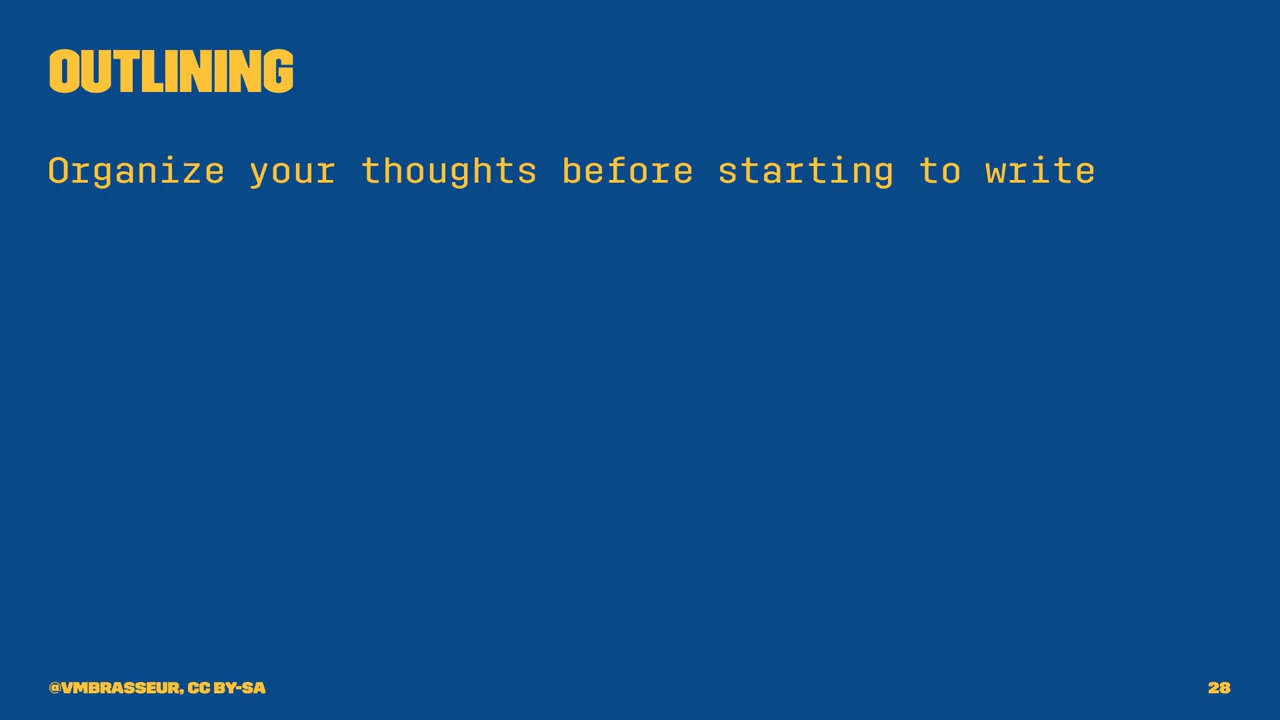 OUTLINING
Organize your thoughts before starting to write
@VMBRASSEUR, CC BY-SA
28